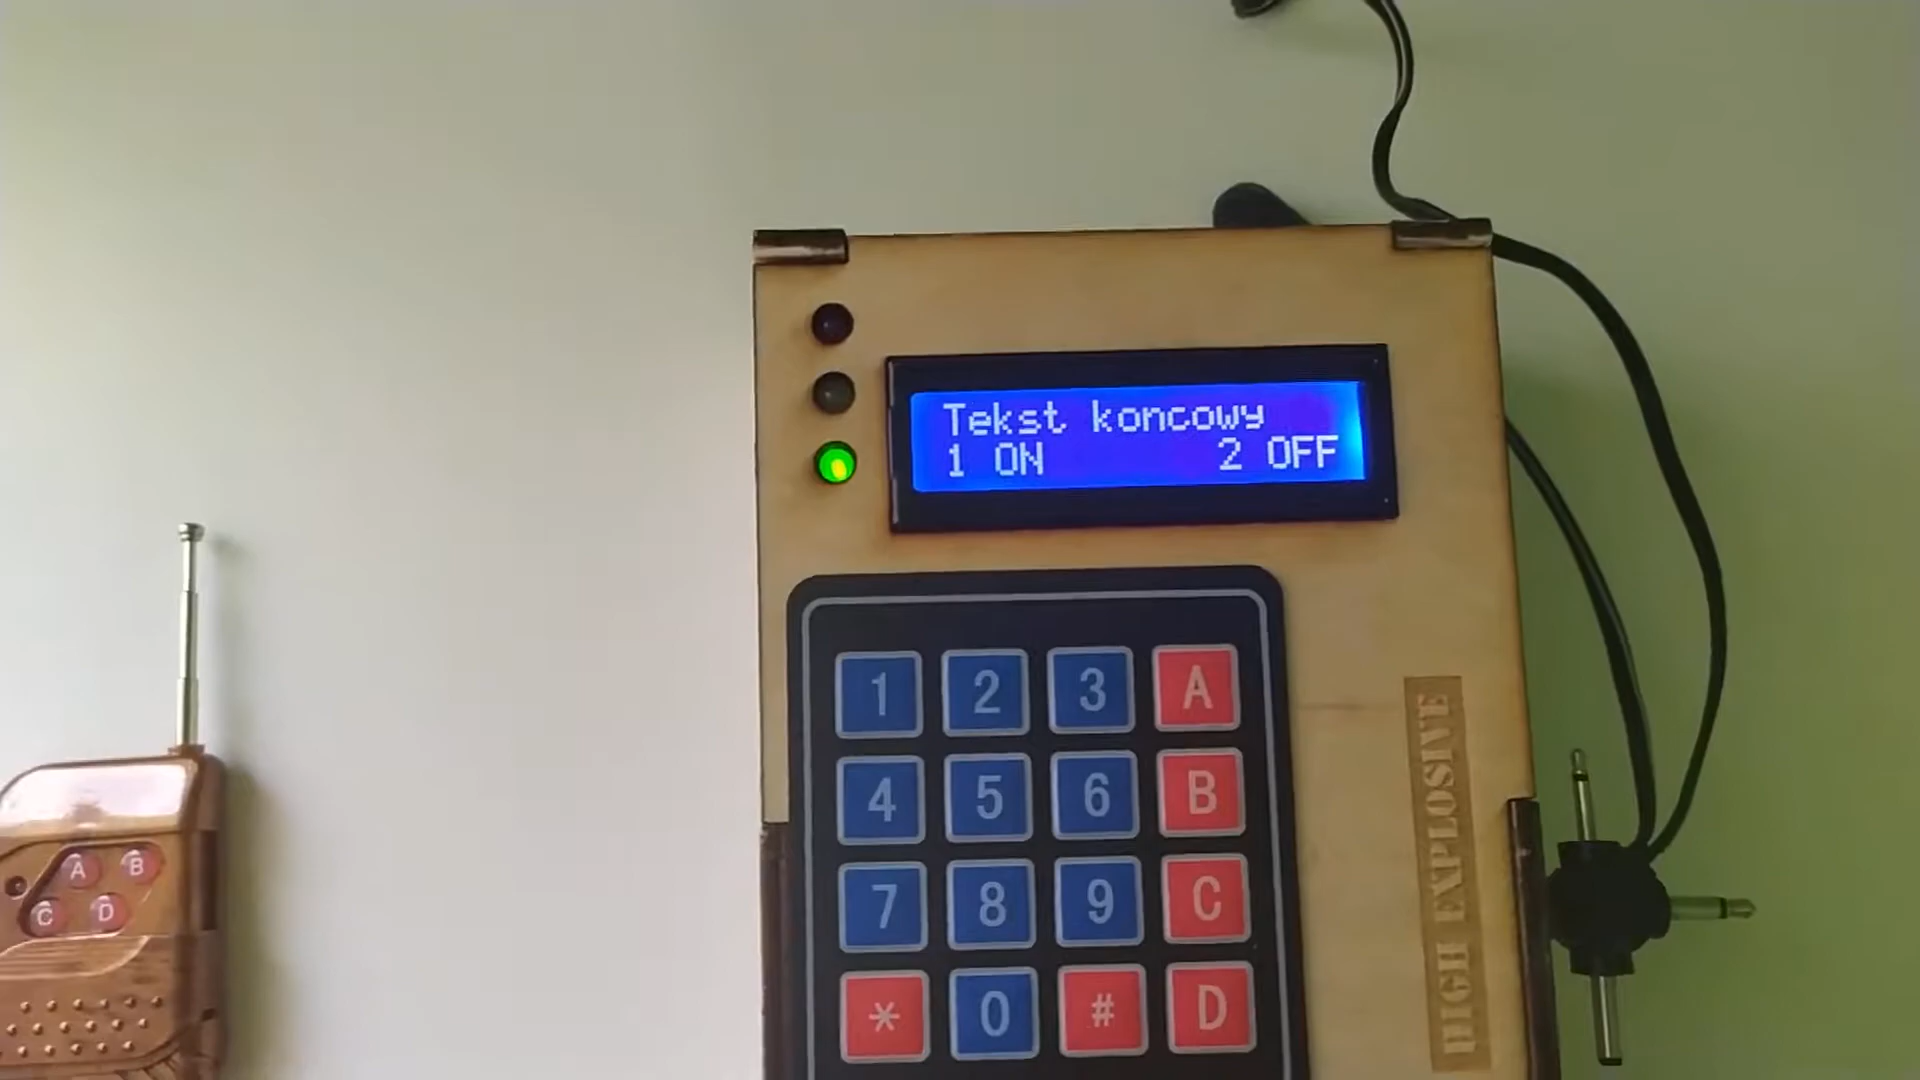 Tekst koncowy
1 ON 2 OFF
1 2 3 A
4 5 6 B
7 8 9 C
* 0 # D
HIGH EXPLOSIVE
A B
C D